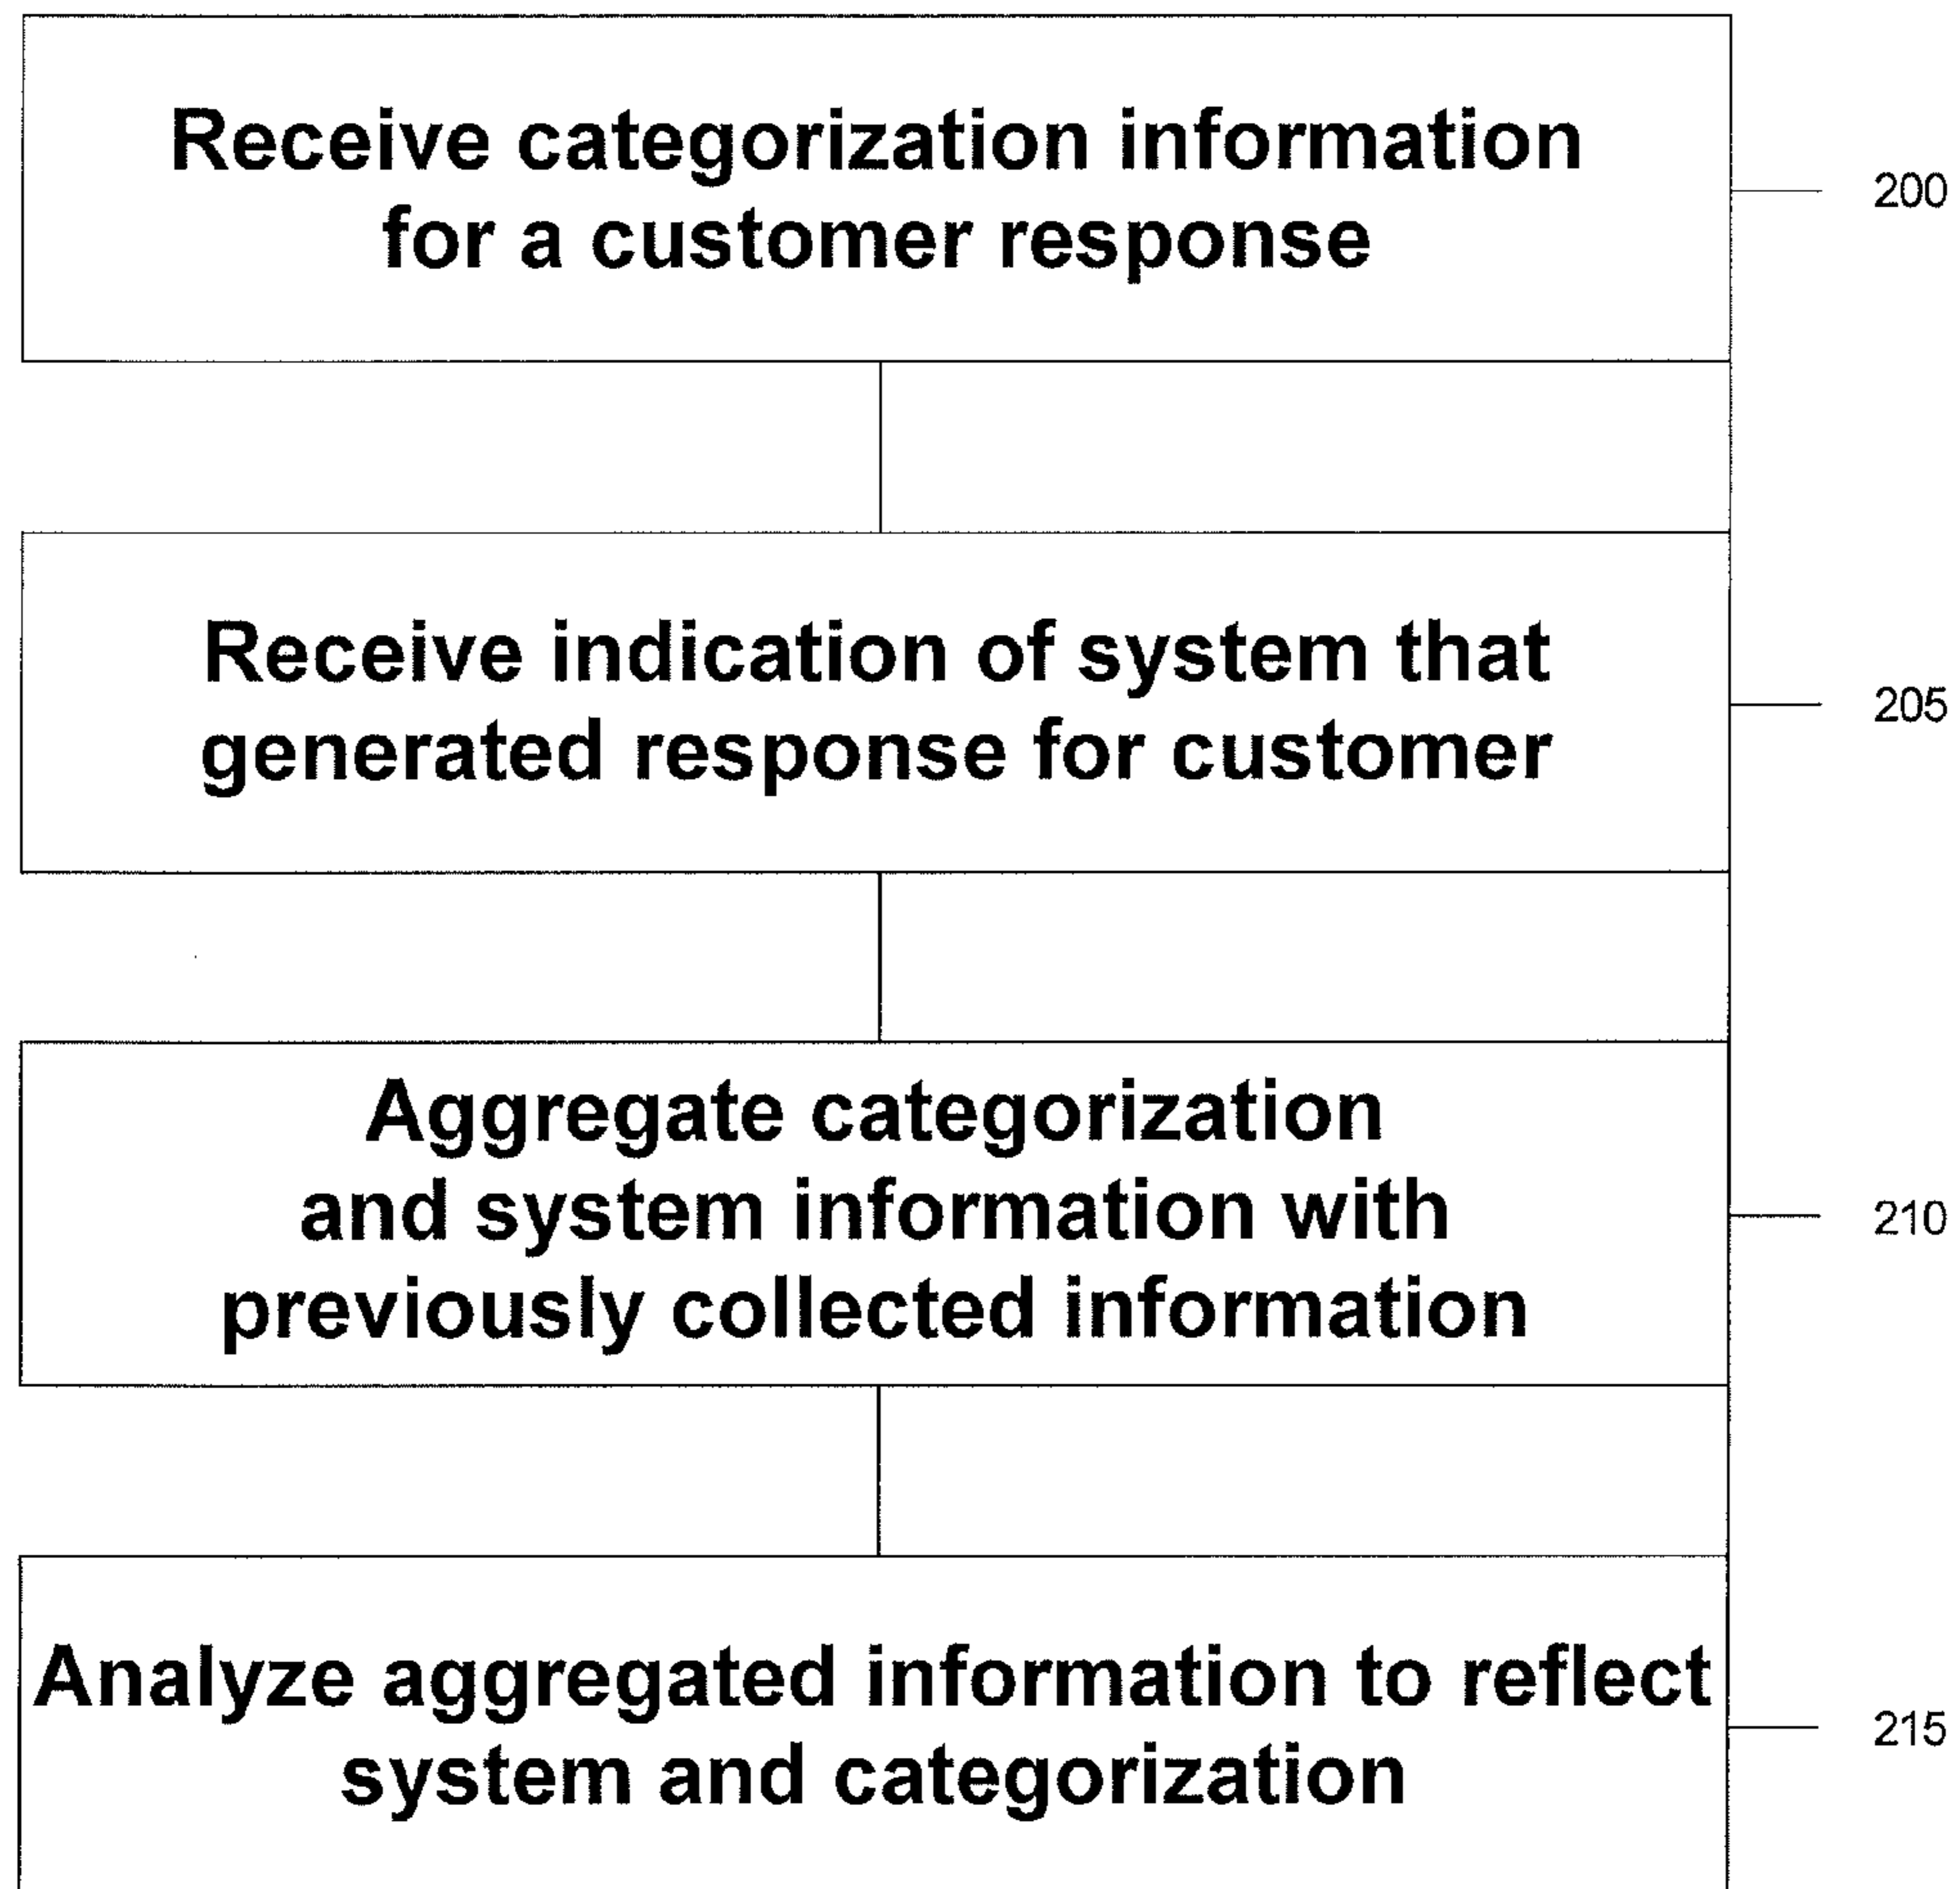 Receive categorization information
for a customer response
200
Receive indication of system that
generated response for customer
205
Aggregate categorization
and system information with
previously collected information
210
Analyze aggregated information to reflect
system and categorization
215